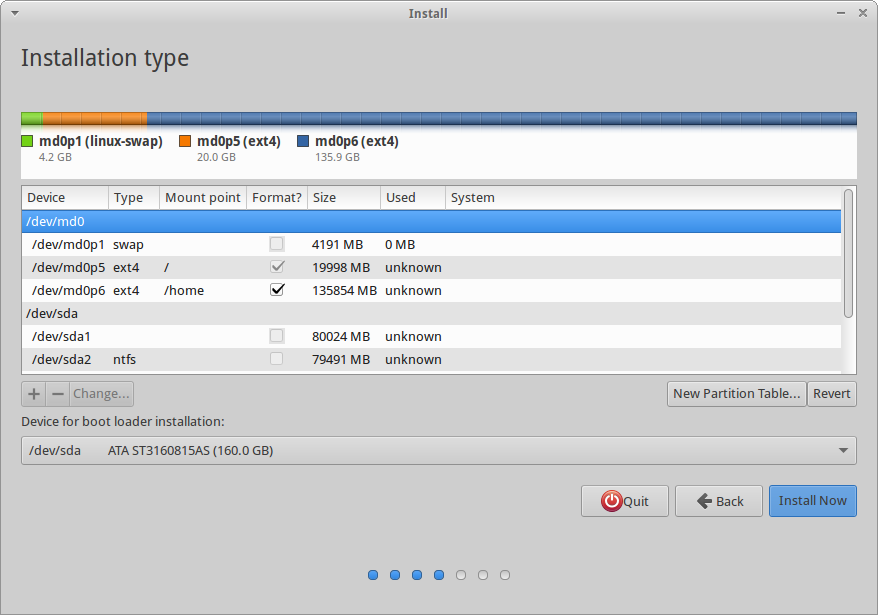 Install
Installation type
md0p1 (linux-swap) md0p5 (ext4) md0p6 (ext4)
4.2 GB 20.0 GB 135.9 GB
Device Type Mount point Format? Size Used System
/dev/md0
/dev/md0p1 swap 4191 MB 0 MB
/dev/md0p5 ext4 / 19998 MB unknown
/dev/md0p6 ext4 /home 135854 MB unknown
/dev/sda
/dev/sda1 80024 MB unknown
/dev/sda2 ntfs 79491 MB unknown
+ − Change... New Partition Table... Revert
Device for boot loader installation:
/dev/sda ATA ST3160815AS (160.0 GB)
Quit Back Install Now